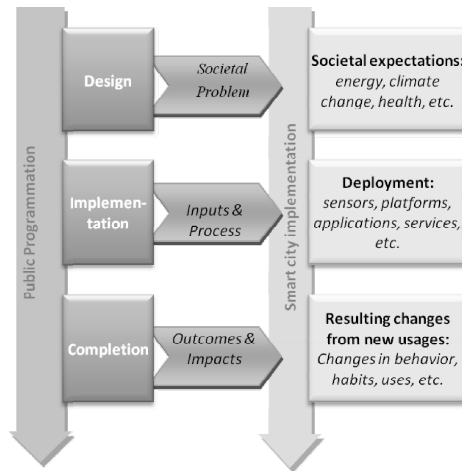 Public Programmation
Design
Societal
Problem
Smart city implementation
Societal expectations:
energy, climate
change, health, etc.
Implemen-
tation
Inputs &
Process
Deployment:
sensors, platforms,
applications, services,
etc.
Completion
Outcomes &
Impacts
Resulting changes
from new usages:
Changes in behavior,
habits, uses, etc.